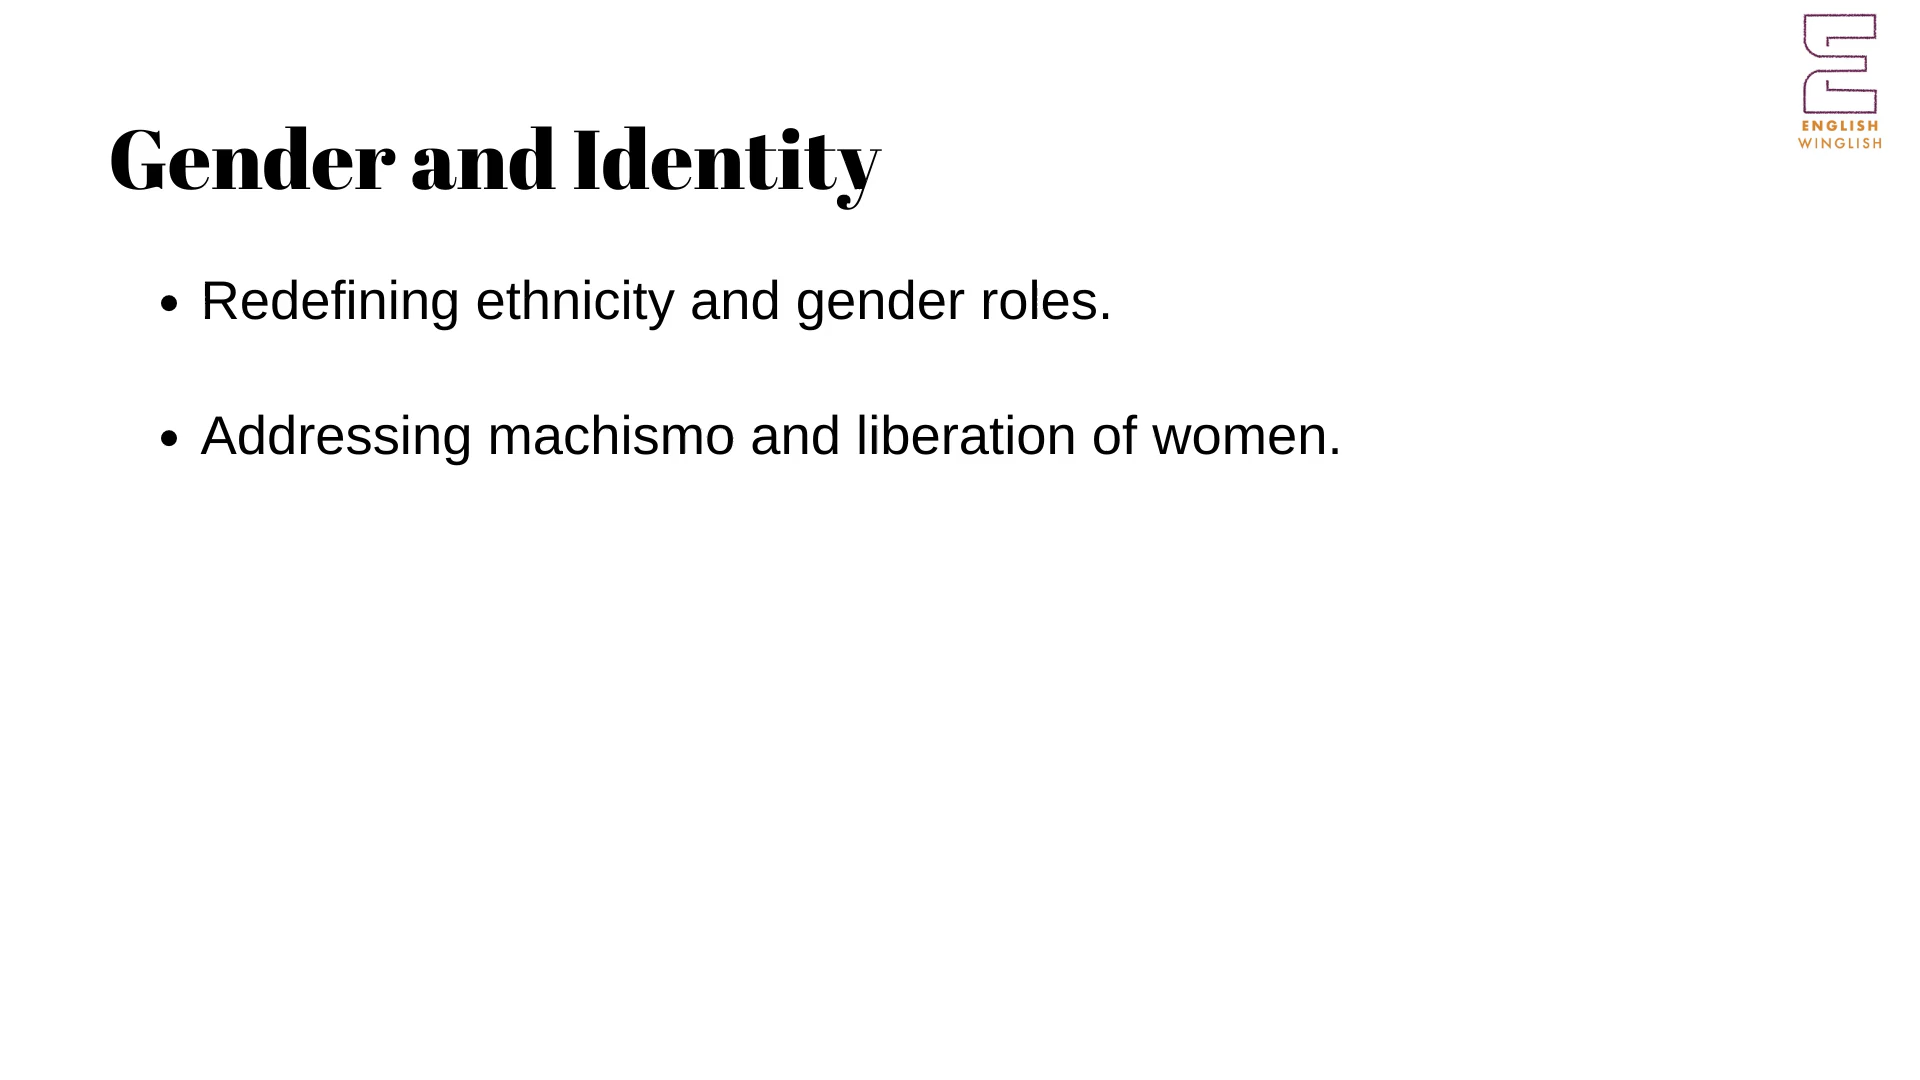 ENGLISH
WINGLISH
Gender and Identity
• Redefining ethnicity and gender roles.
• Addressing machismo and liberation of women.